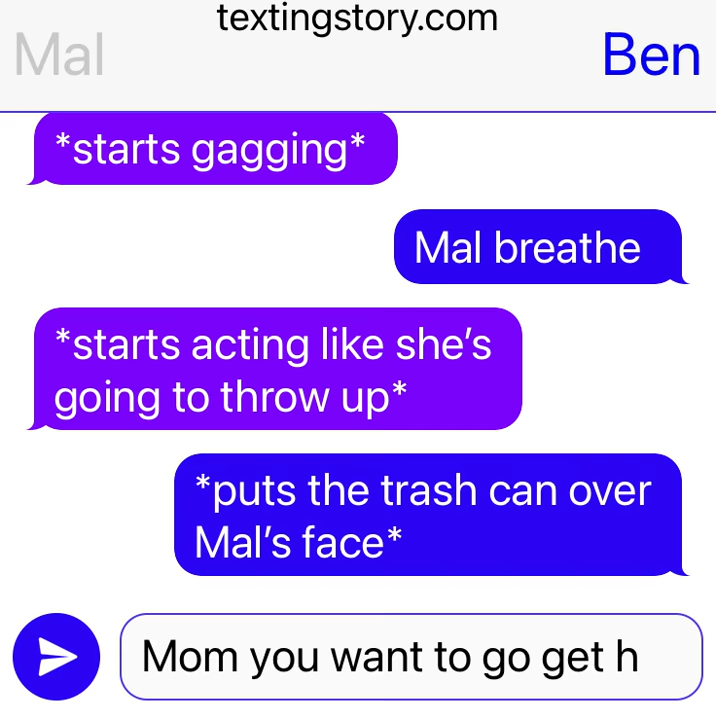 textingstory.com
Mal
Ben
*starts gagging*
Mal breathe
*starts acting like she’s
going to throw up*
*puts the trash can over
Mal’s face*
Mom you want to go get h